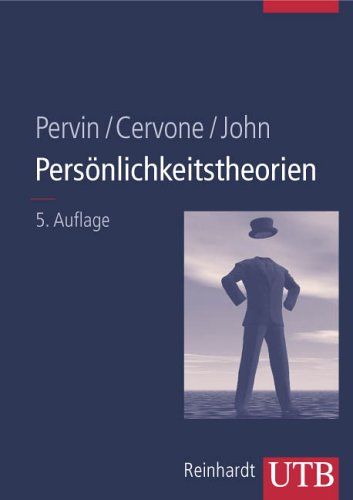 Pervin / Cervone / John
Persönlichkeitstheorien
5. Auflage
Reinhardt UTB